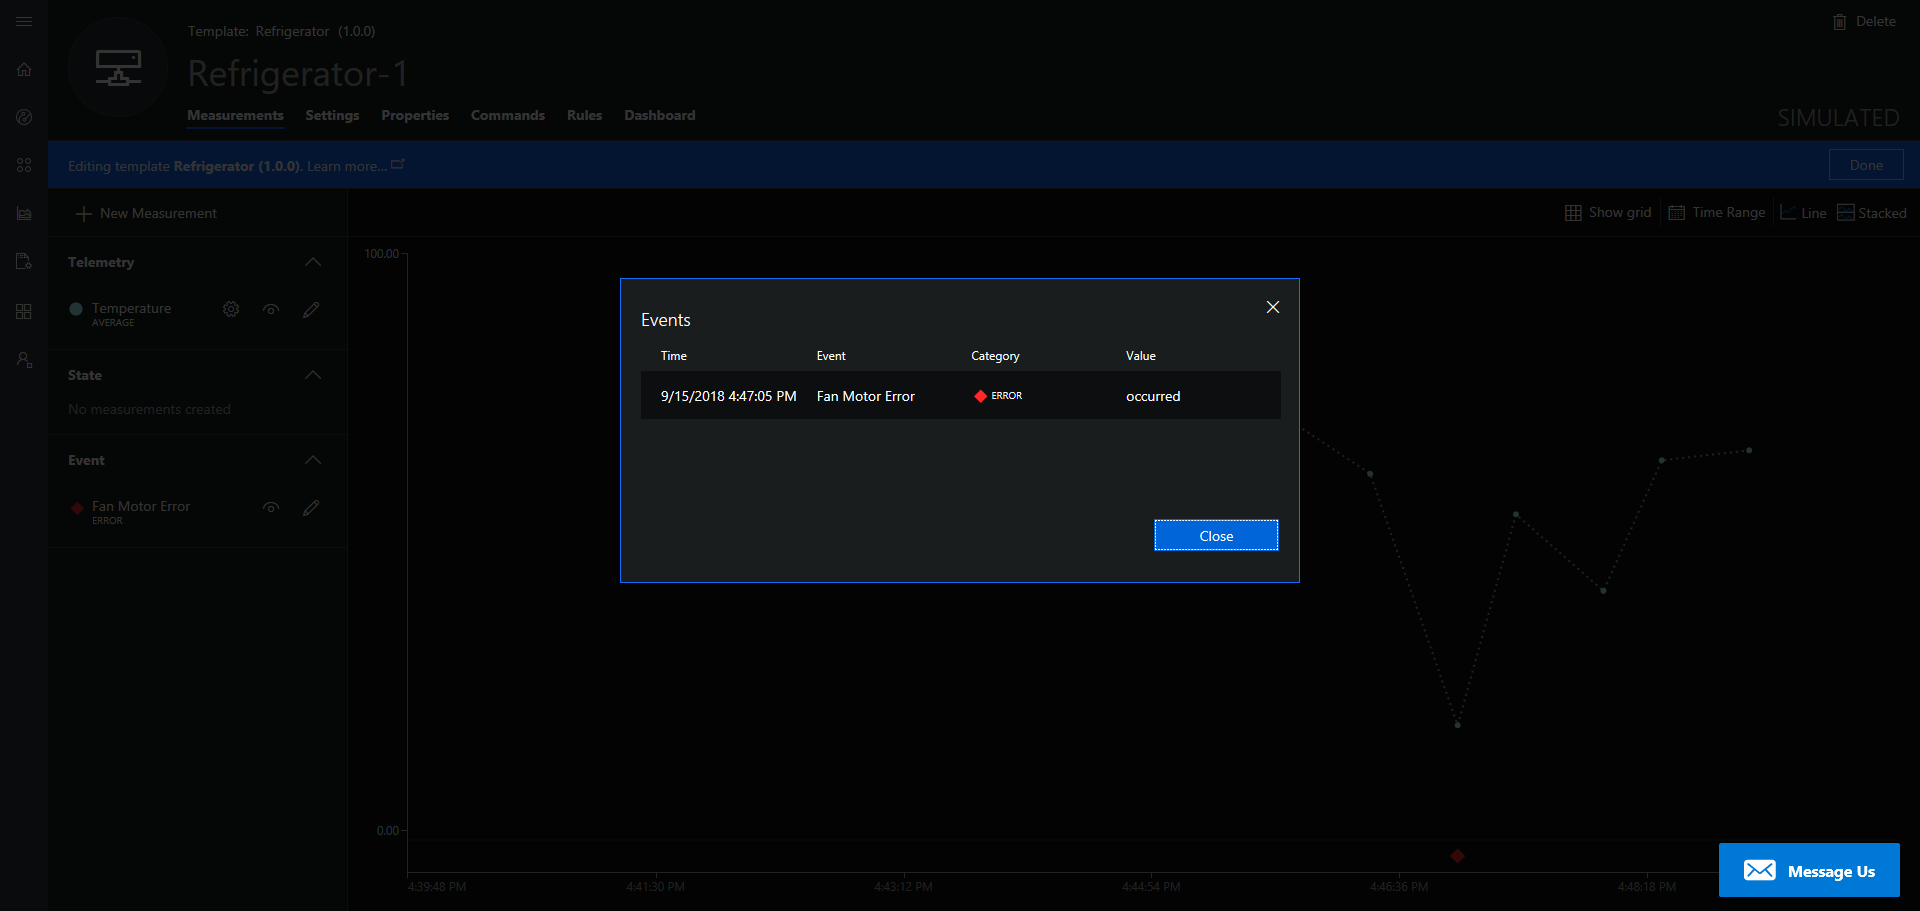 Template: Refrigerator (1.0.0)
Delete
Refrigerator-1
Measurements Settings Properties Commands Rules Dashboard
SIMULATED
Editing template Refrigerator (1.0.0). Learn more...
Done
New Measurement
Show grid Time Range Line Stacked
Telemetry
Temperature
AVERAGE
State
No measurements created
Event
Fan Motor Error
ERROR
100.00
Events
Time Event Category Value
9/15/2018 4:47:05 PM Fan Motor Error ERROR occurred
Close
0.00
4:39:48 PM 4:41:30 PM 4:43:12 PM 4:44:54 PM 4:46:36 PM 4:48:18 PM
Message Us